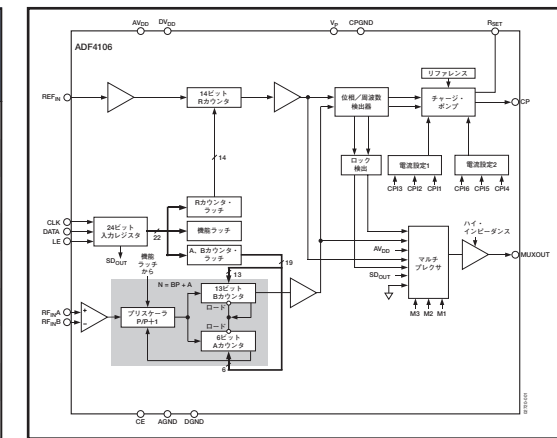 AVDD
DVDD
VP
CPGND
RSET
ADF4106
リファレンス
REFIN
14ビット
Rカウンタ
位相／周波数
検出器
チャージ・
ポンプ
CP
14
ロック
検出
電流設定1
電流設定2
CPI3 CPI2 CPI1
CPI6 CPI5 CPI4
Rカウンタ・
ラッチ
CLK
DATA
LE
24ビット
入力レジスタ
22
機能ラッチ
A、Bカウンタ・
ラッチ
SDOUT
機能
ラッチ
から
19
ハイ・
インピーダンス
AVDD
マルチ
プレクサ
MUXOUT
SDOUT
13
N = BP + A
13ビット
Bカウンタ
RFINA
RFINB
+
−
プリスケーラ
P/P＋1
ロード
ロード
6ビット
Aカウンタ
6
M3 M2 M1
CE
AGND
DGND